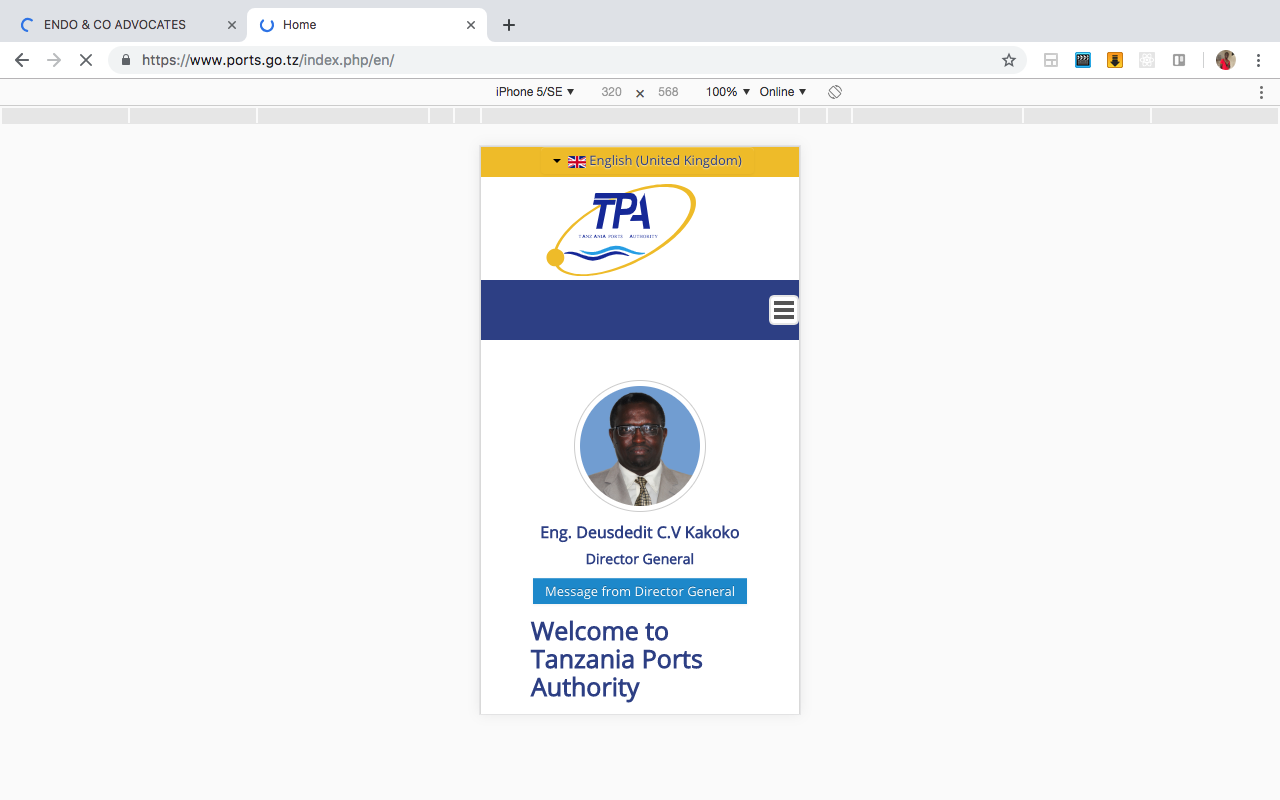 ENDO & CO ADVOCATES
Home
https://www.ports.go.tz/index.php/en/
iPhone 5/SE 320 × 568 100% Online
English (United Kingdom)
TPA
TANZANIA PORTS AUTHORITY
Eng. Deusdedit C.V Kakoko
Director General
Message from Director General
Welcome to
Tanzania Ports
Authority